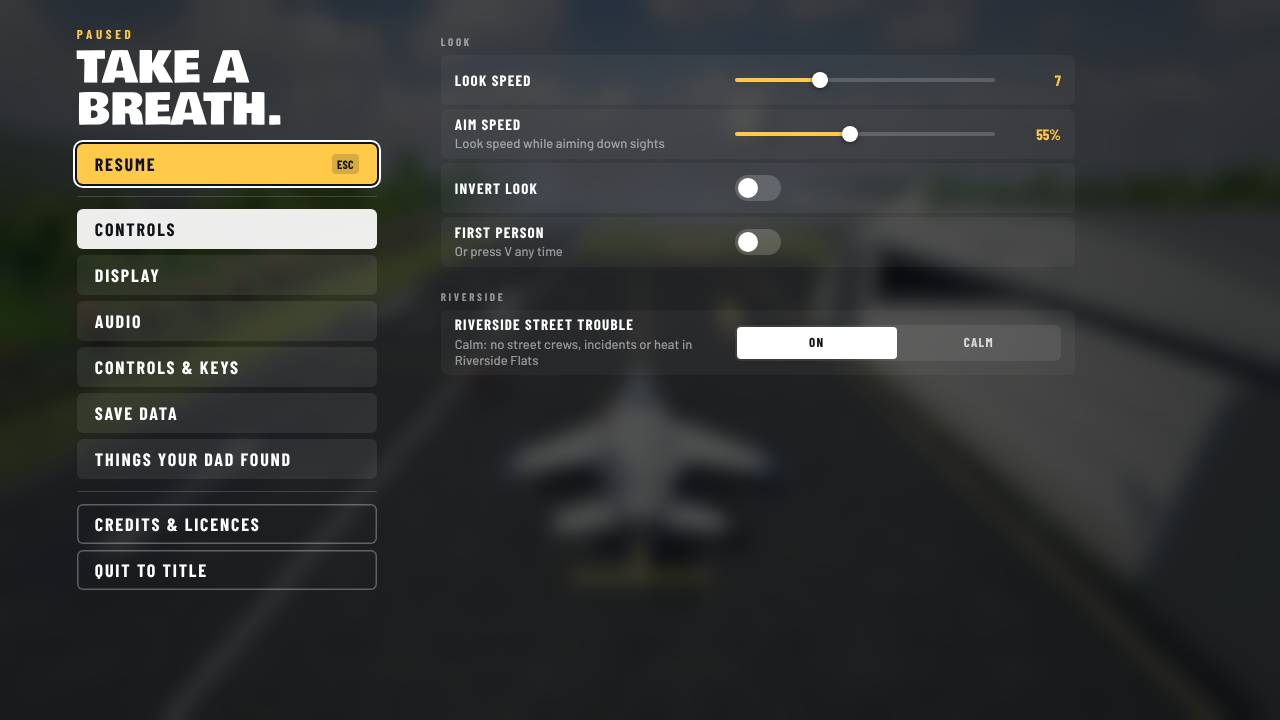 PAUSED
TAKE A
BREATH.
RESUME ESC
CONTROLS
DISPLAY
AUDIO
CONTROLS & KEYS
SAVE DATA
THINGS YOUR DAD FOUND
CREDITS & LICENCES
QUIT TO TITLE
LOOK
LOOK SPEED 7
AIM SPEED
Look speed while aiming down sights
55%
INVERT LOOK
FIRST PERSON
Or press V any time
RIVERSIDE
RIVERSIDE STREET TROUBLE
Calm: no street crews, incidents or heat in
Riverside Flats
ON CALM